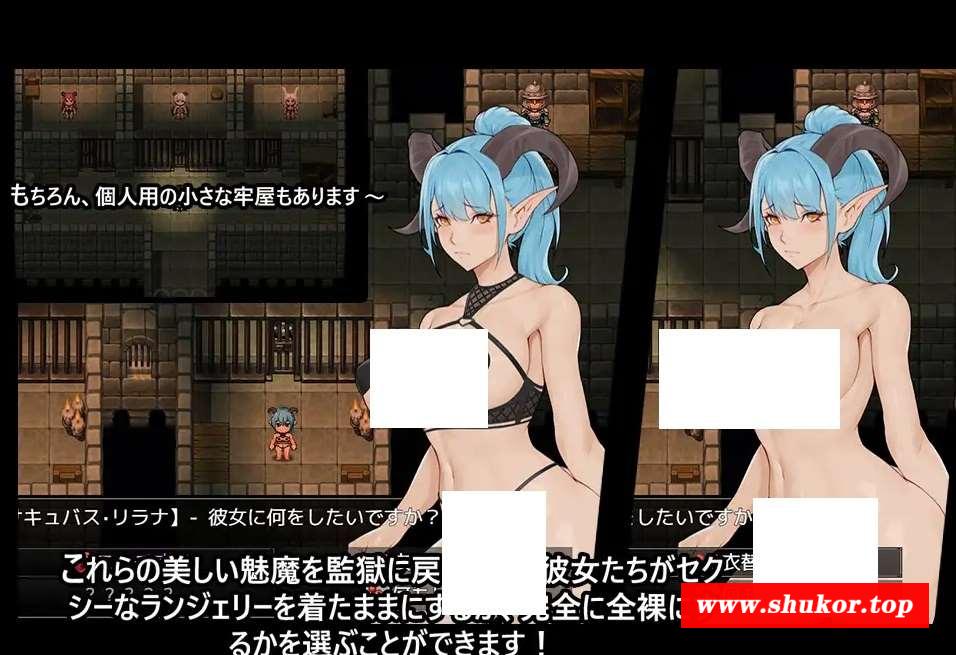 もちろん、個人用の小さな牢屋もあります～
キュバス・リラナ】- 彼女に何をしたいですか？
したいですか
衣替
これらの美しい魅魔を監獄に戻 彼女たちがセク
シーなランジェリーを着たままにす 完全に全裸に
るかを選ぶことができます！
www.shukor.top